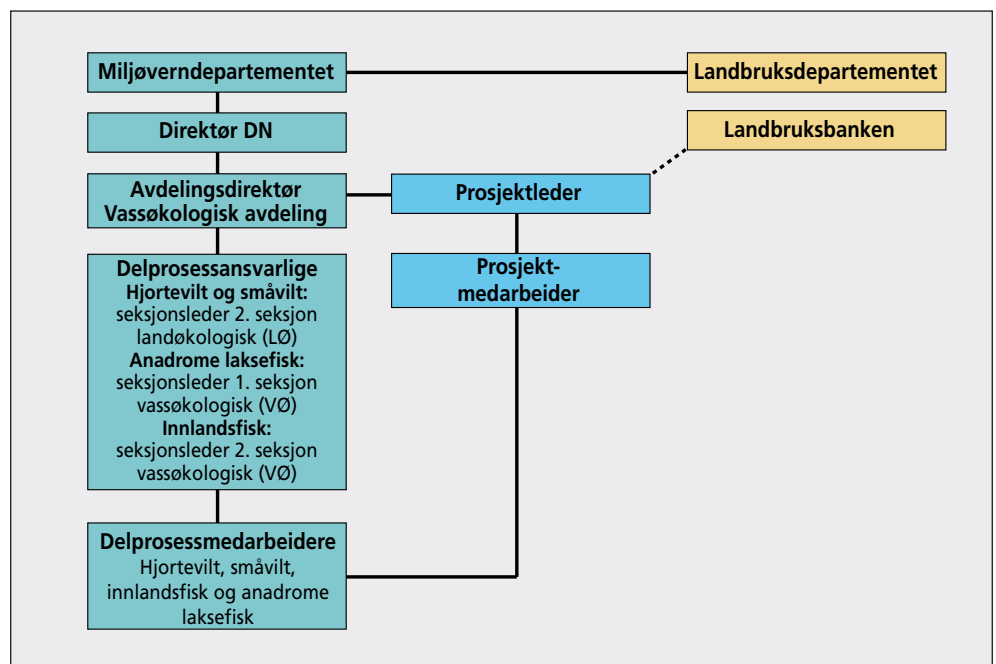 Miljøverndepartementet
Landbruksdepartementet
Direktør DN
Landbruksbanken
Avdelingsdirektør
Vassøkologisk avdeling
Prosjektleder
Delprosessansvarlige
Hjortevilt og småvilt:
seksjonsleder 2. seksjon
landøkologisk (LØ)
Anadrome laksefisk:
seksjonsleder 1. seksjon
vassøkologisk (VØ)
Innlandsfisk:
seksjonsleder 2. seksjon
vassøkologisk (VØ)
Prosjekt-
medarbeider
Delprosessmedarbeidere
Hjortevilt, småvilt,
innlandsfisk og anadrome
laksefisk